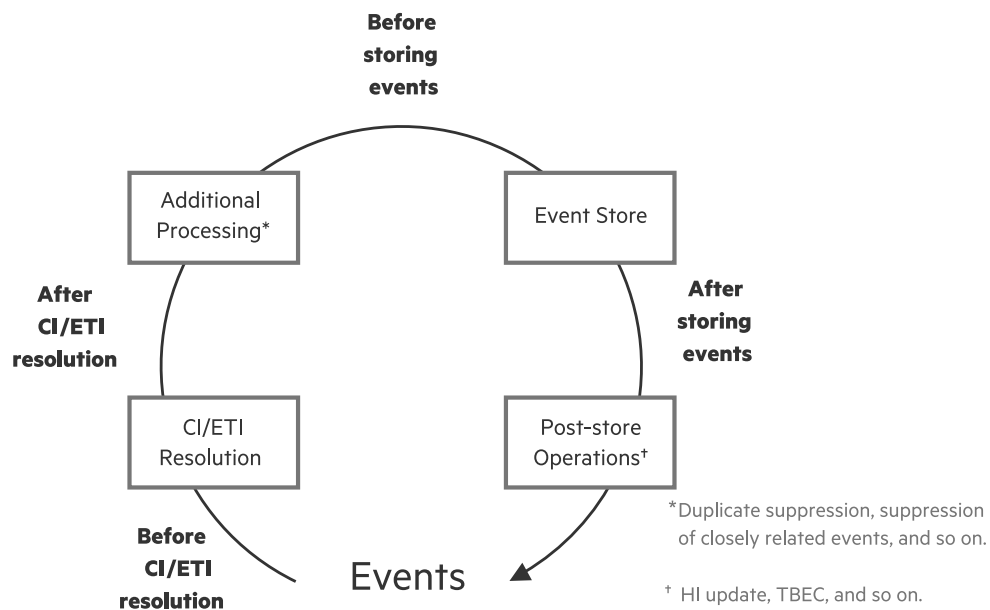 Before
storing
events
Additional
Processing*
Event Store
After
CI/ETI
resolution
After
storing
events
CI/ETI
Resolution
Post-store
Operations†
*Duplicate suppression, suppression
of closely related events, and so on.
Before
CI/ETI
resolution
Events
† HI update, TBEC, and so on.